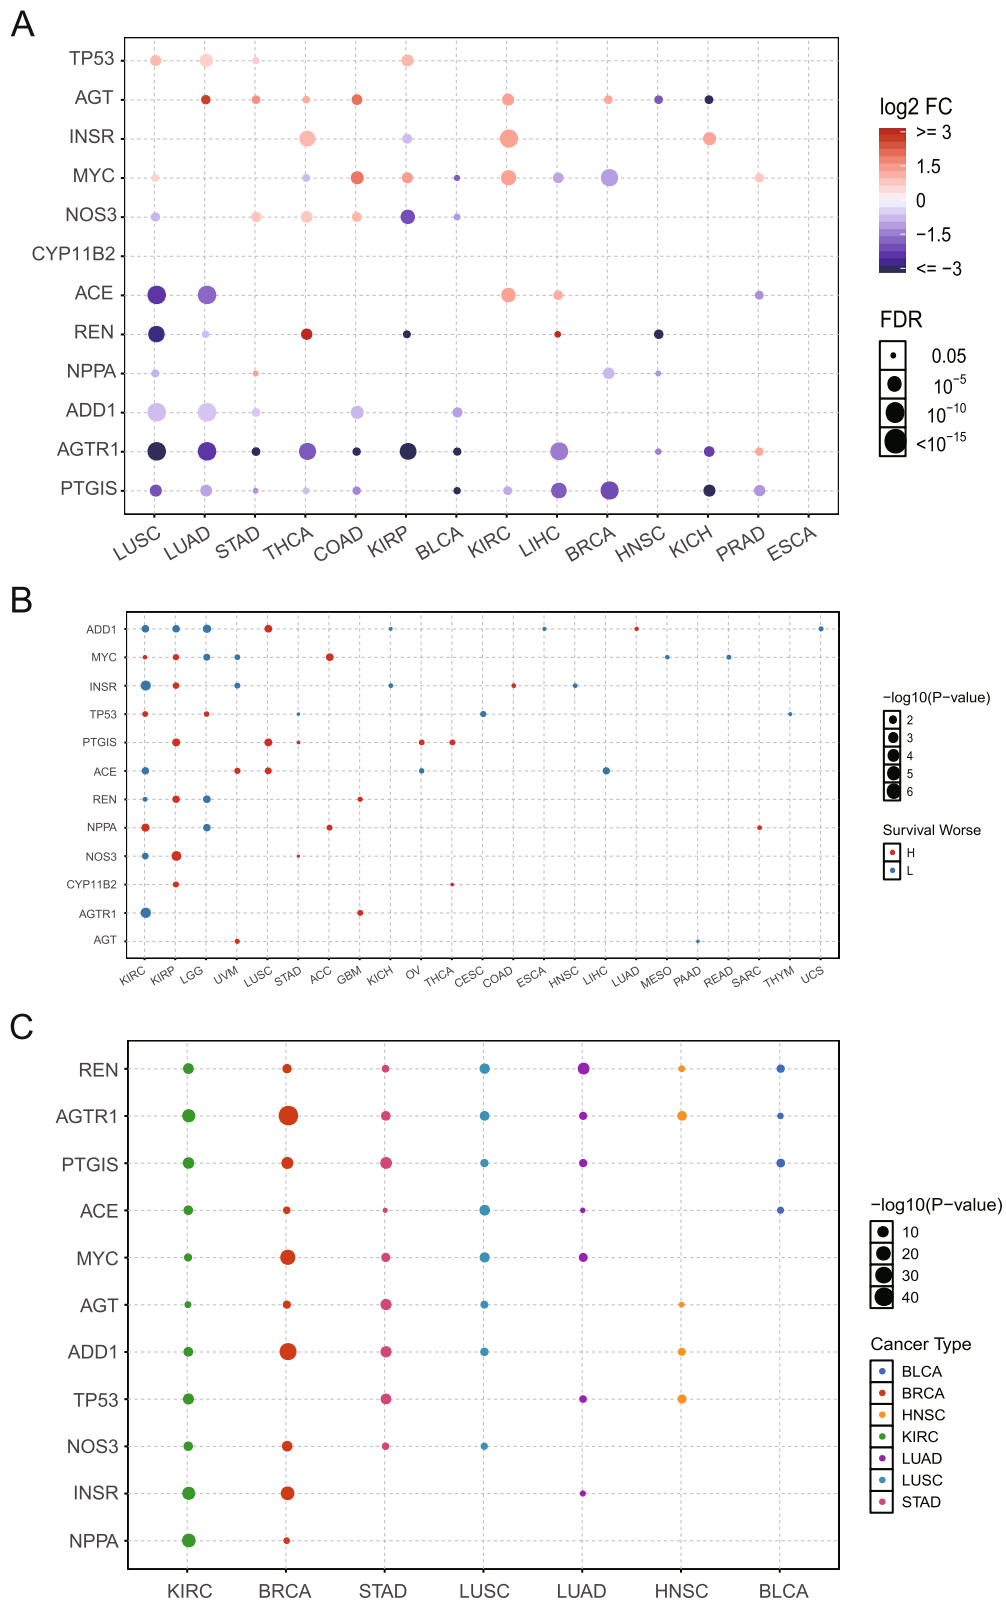 A
TP53
AGT
INSR
MYC
NOS3
CYP11B2
ACE
REN
NPPA
ADD1
AGTR1
PTGIS
LUSC LUAD STAD THCA COAD KIRP BLCA KIRC LIHC BRCA HNSC KICH PRAD ESCA
log2 FC
>= 3
1.5
0
−1.5
<= −3
FDR
0.05
10−5
10−10
<10−15
B
ADD1
MYC
INSR
TP53
PTGIS
ACE
REN
NPPA
NOS3
CYP11B2
AGTR1
AGT
KIRC KIRP LGG UVM LUSC STAD ACC GBM KICH OV THCA CESC COAD ESCA HNSC LIHC LUAD MESO PAAD READ SARC THYM UCS
−log10(P−value)
2
3
4
5
6
Survival Worse
H
L
C
REN
AGTR1
PTGIS
ACE
MYC
AGT
ADD1
TP53
NOS3
INSR
NPPA
KIRC BRCA STAD LUSC LUAD HNSC BLCA
−log10(P−value)
10
20
30
40
Cancer Type
BLCA
BRCA
HNSC
KIRC
LUAD
LUSC
STAD